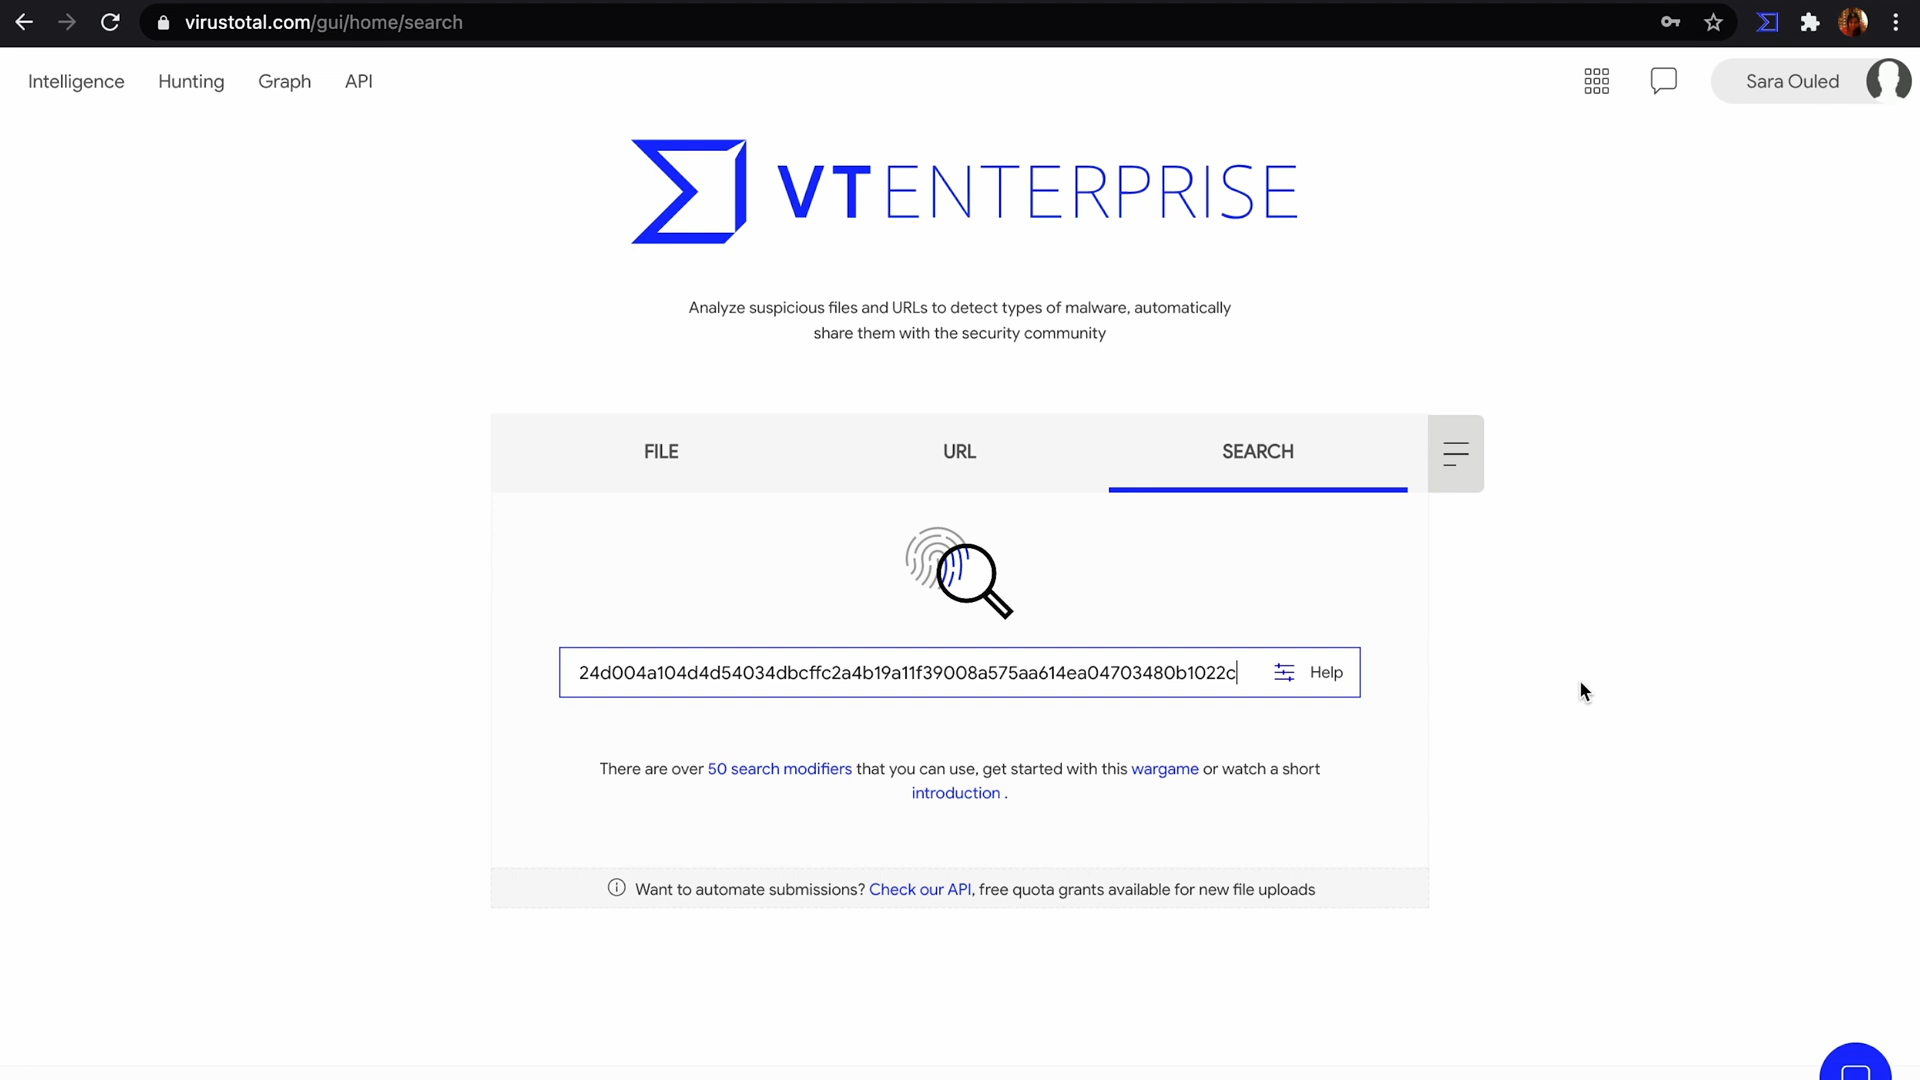 virustotal.com/gui/home/search
Intelligence Hunting Graph API Sara Ouled
VTENTERPRISE
Analyze suspicious files and URLs to detect types of malware, automatically
share them with the security community
FILE URL SEARCH
24d004a104d4d54034dbcffc2a4b19a11f39008a575aa614ea04703480b1022c Help
There are over 50 search modifiers that you can use, get started with this wargame or watch a short
introduction .
Want to automate submissions? Check our API, free quota grants available for new file uploads